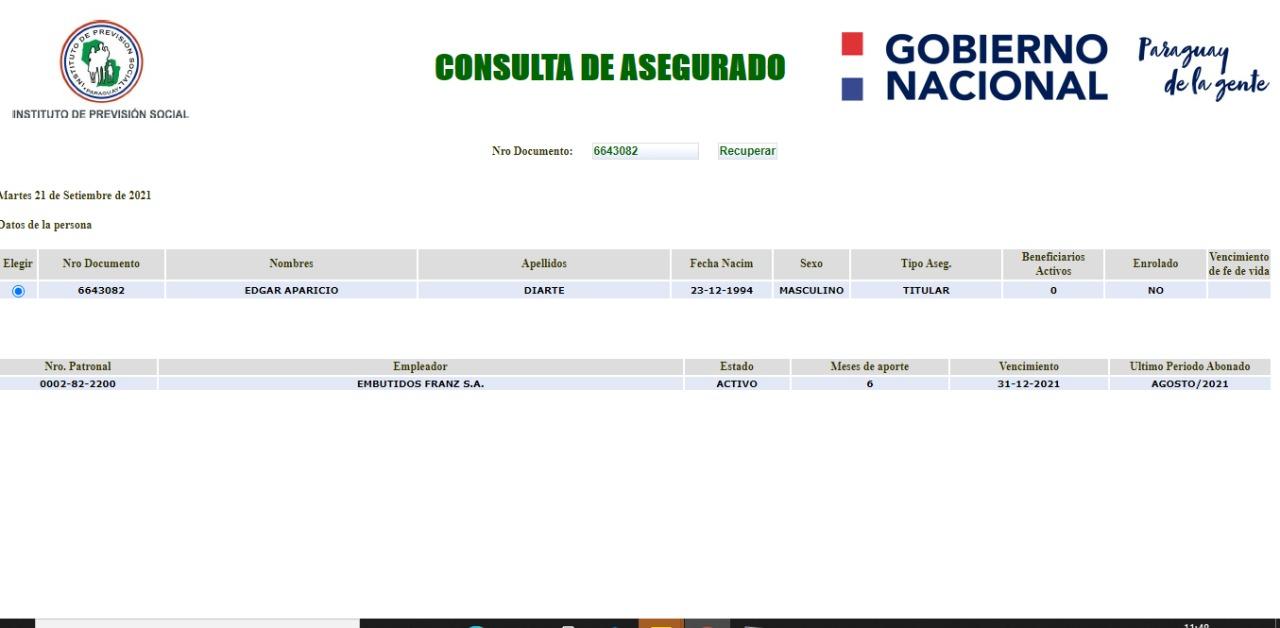 INSTITUTO DE PREVISION SOCIAL
PARAGUAY
INSTITUTO DE PREVISIÓN SOCIAL
CONSULTA DE ASEGURADO
GOBIERNO NACIONAL
Paraguay de la gente
Nro Documento: 6643082 Recuperar
Martes 21 de Setiembre de 2021
Datos de la persona
Elegir Nro Documento Nombres Apellidos Fecha Nacim Sexo Tipo Aseg. Beneficiarios Activos Enrolado Vencimiento de fe de vida
6643082 EDGAR APARICIO DIARTE 23-12-1994 MASCULINO TITULAR 0 NO
Nro. Patronal Empleador Estado Meses de aporte Vencimiento Ultimo Periodo Abonado
0002-82-2200 EMBUTIDOS FRANZ S.A. ACTIVO 6 31-12-2021 AGOSTO/2021